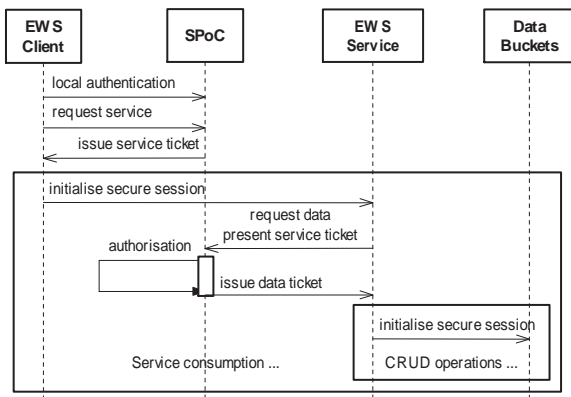 EWS
Client
SPoC
EWS
Service
Data
Buckets
local authentication
request service
issue service ticket
initialise secure session
request data
present service ticket
authorisation
issue data ticket
initialise secure session
Service consumption ...
CRUD operations ...